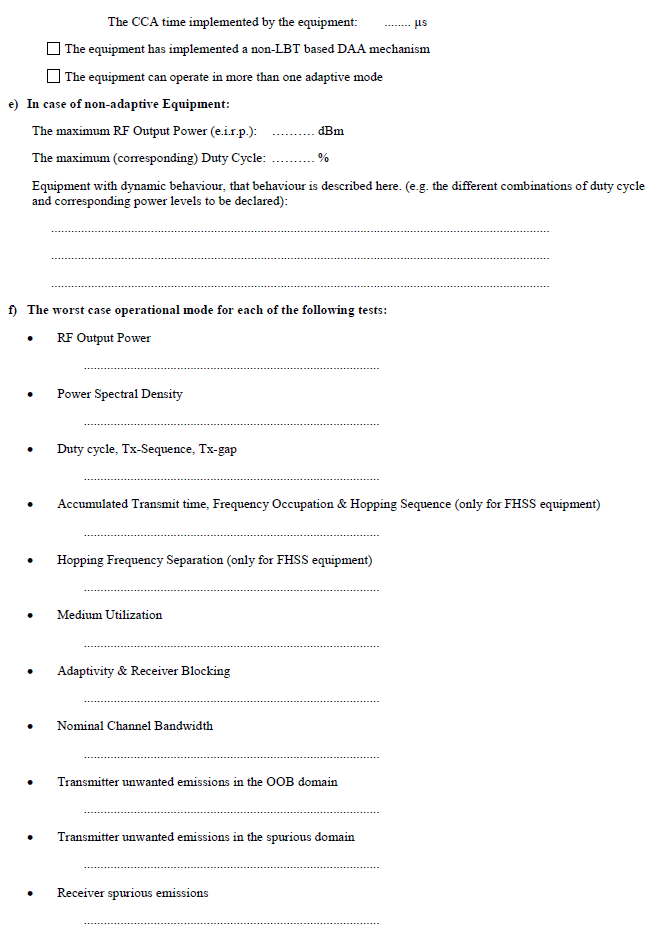 The CCA time implemented by the equipment: ........ µs
The equipment has implemented a non-LBT based DAA mechanism
The equipment can operate in more than one adaptive mode
e) In case of non-adaptive Equipment:
The maximum RF Output Power (e.i.r.p.): .......... dBm
The maximum (corresponding) Duty Cycle: .......... %
Equipment with dynamic behaviour, that behaviour is described here. (e.g. the different combinations of duty cycle
and corresponding power levels to be declared):
f) The worst case operational mode for each of the following tests:
• RF Output Power
• Power Spectral Density
• Duty cycle, Tx-Sequence, Tx-gap
• Accumulated Transmit time, Frequency Occupation & Hopping Sequence (only for FHSS equipment)
• Hopping Frequency Separation (only for FHSS equipment)
• Medium Utilization
• Adaptivity & Receiver Blocking
• Nominal Channel Bandwidth
• Transmitter unwanted emissions in the OOB domain
• Transmitter unwanted emissions in the spurious domain
• Receiver spurious emissions